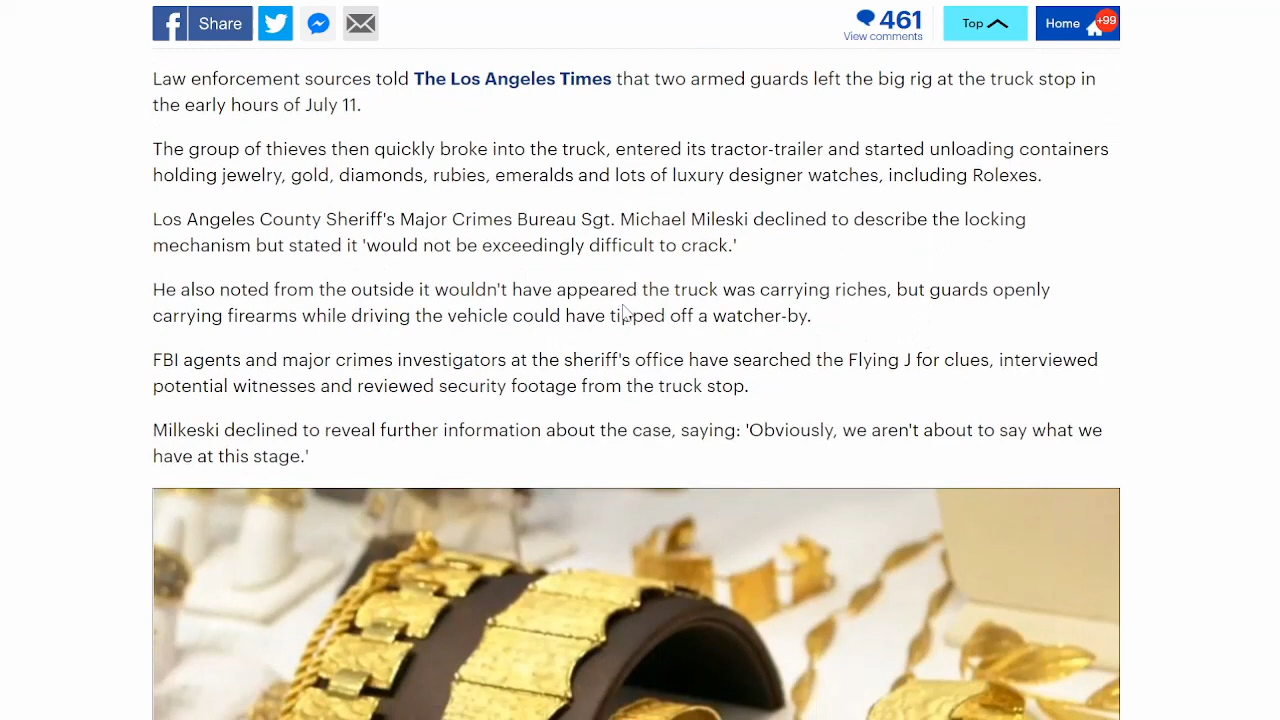 Share
461
View comments
Top
Home
+99
Law enforcement sources told The Los Angeles Times that two armed guards left the big rig at the truck stop in
the early hours of July 11.
The group of thieves then quickly broke into the truck, entered its tractor-trailer and started unloading containers
holding jewelry, gold, diamonds, rubies, emeralds and lots of luxury designer watches, including Rolexes.
Los Angeles County Sheriff's Major Crimes Bureau Sgt. Michael Mileski declined to describe the locking
mechanism but stated it 'would not be exceedingly difficult to crack.'
He also noted from the outside it wouldn't have appeared the truck was carrying riches, but guards openly
carrying firearms while driving the vehicle could have tipped off a watcher-by.
FBI agents and major crimes investigators at the sheriff's office have searched the Flying J for clues, interviewed
potential witnesses and reviewed security footage from the truck stop.
Milkeski declined to reveal further information about the case, saying: 'Obviously, we aren't about to say what we
have at this stage.'